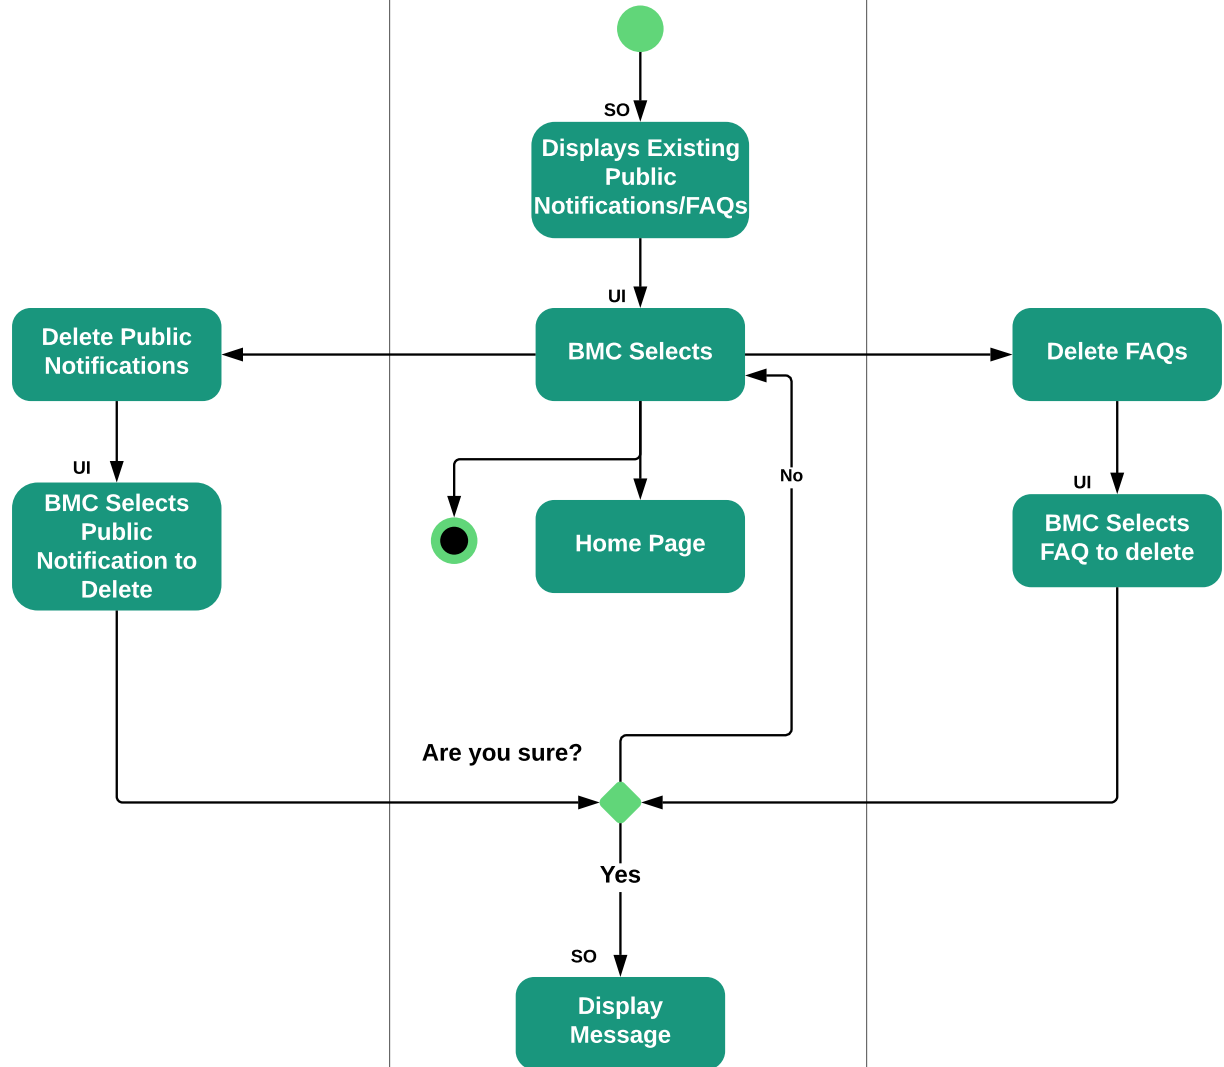 SO
Displays Existing
Public
Notifications/FAQs
UI
Delete Public
Notifications
BMC Selects
Delete FAQs
UI
No
UI
BMC Selects
Public
Notification to
Delete
Home Page
BMC Selects
FAQ to delete
Are you sure?
Yes
SO
Display
Message